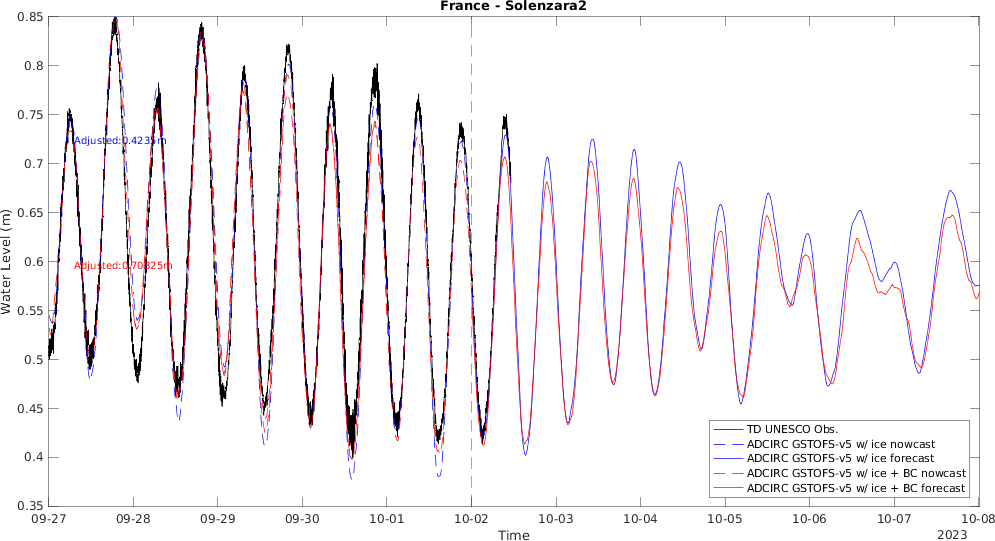 France - Solenzara2
0.85
0.8
0.75
0.7
0.65
0.6
0.55
0.5
0.45
0.4
0.35
Water Level (m)
Adjusted:0.4235m
Adjusted:0.70825m
TD UNESCO Obs.
ADCIRC GSTOFS-v5 w/ ice nowcast
ADCIRC GSTOFS-v5 w/ ice forecast
ADCIRC GSTOFS-v5 w/ ice + BC nowcast
ADCIRC GSTOFS-v5 w/ ice + BC forecast
09-27 09-28 09-29 09-30 10-01 10-02 10-03 10-04 10-05 10-06 10-07 10-08
Time
2023